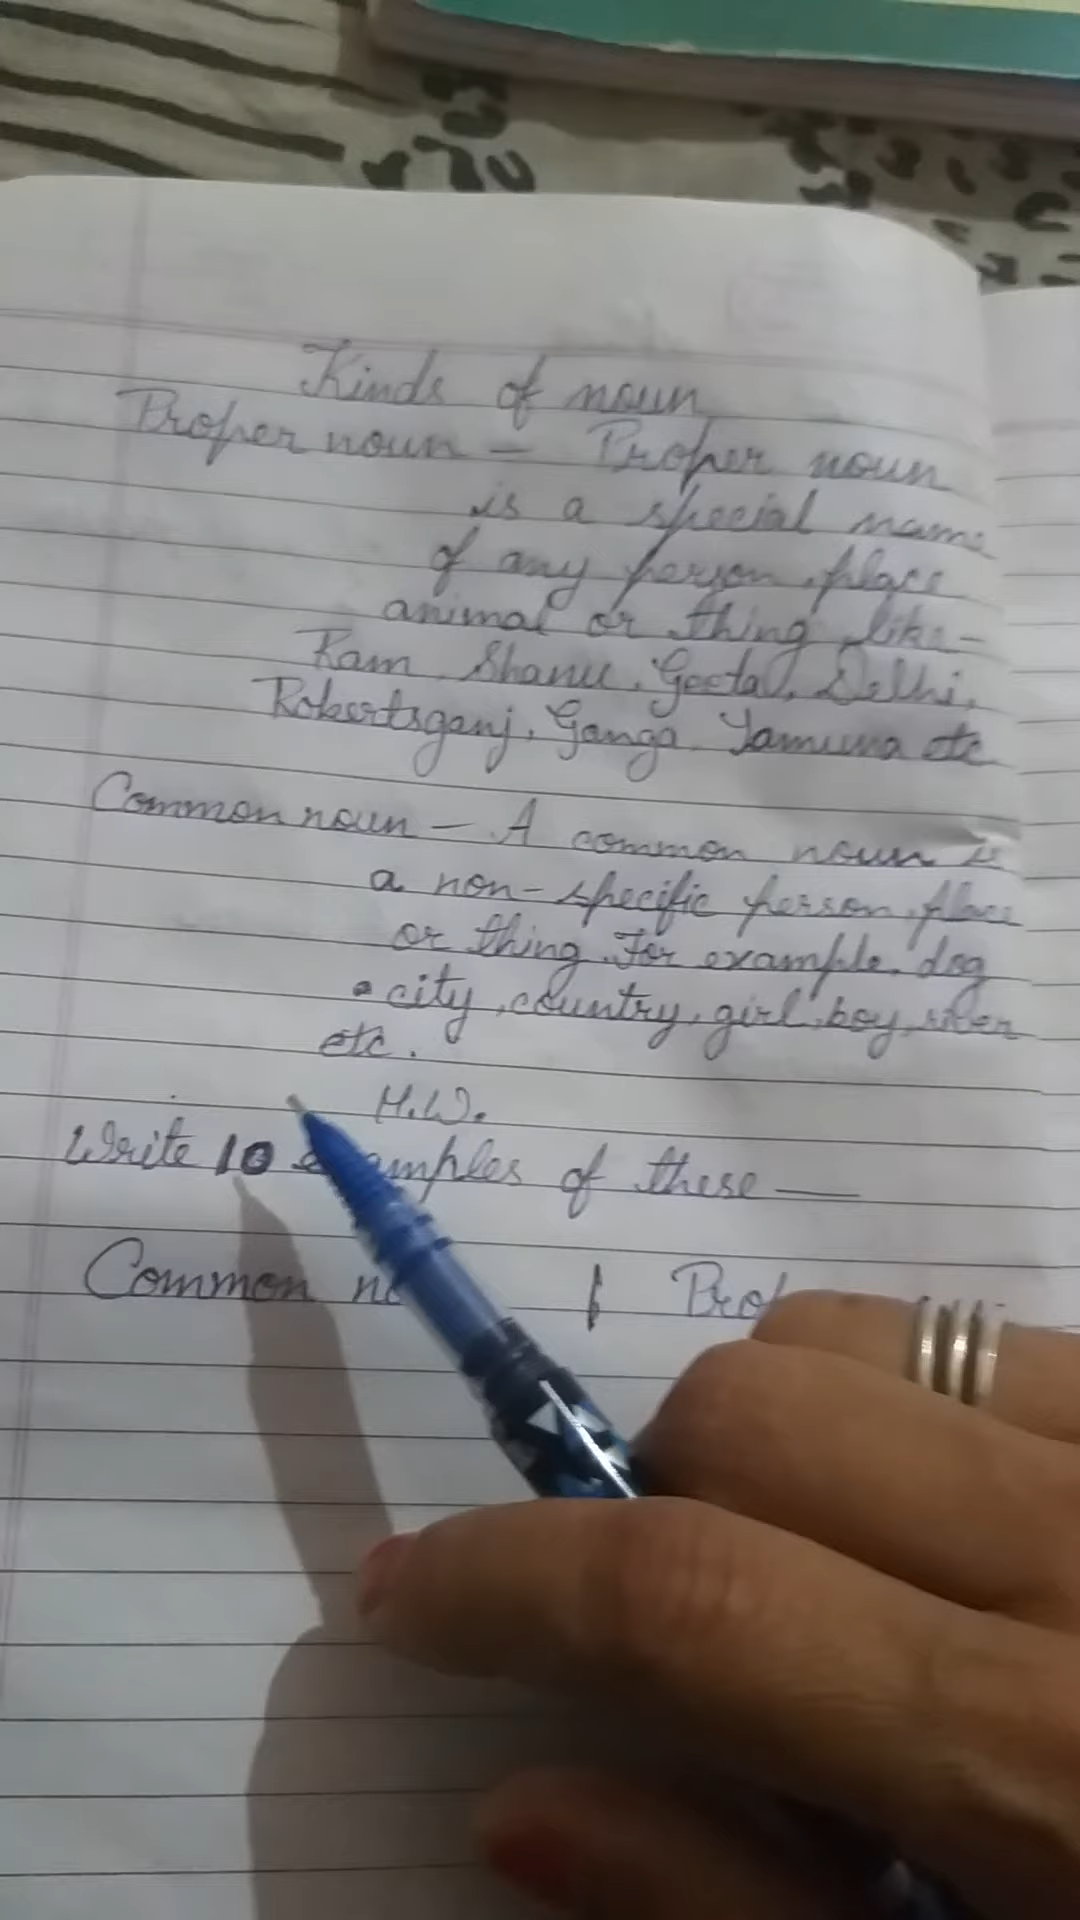 Kinds of noun
Proper noun - Proper noun
is a special name
of any person, place
animal or thing like -
Ram, Shanu, Geeta, Delhi,
Robertsganj, Ganga, Yamuna etc
Common noun - A common noun is
a non-specific person, place
or thing. For example. dog
city, country, girl, boy, river
etc.
H.W.
Write 10 examples of these —
Common |